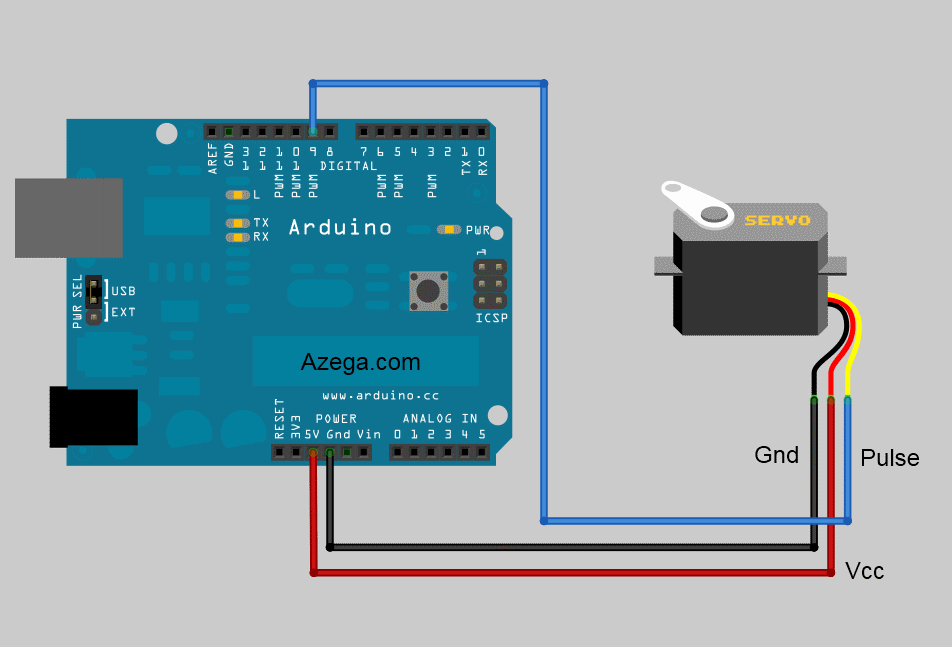 AREF
GND
13
12
PWM 11
PWM 10
PWM 9
8
7
PWM 6
PWM 5
4
PWM 3
2
TX 1
RX 0
DIGITAL
L
TX
RX
Arduino
PWR
SERVO
1
ICSP
PWR SEL
USB
EXT
Azega.com
www.arduino.cc
POWER
ANALOG IN
RESET
3V3
5V Gnd Vin
0 1 2 3 4 5
Gnd
Pulse
Vcc